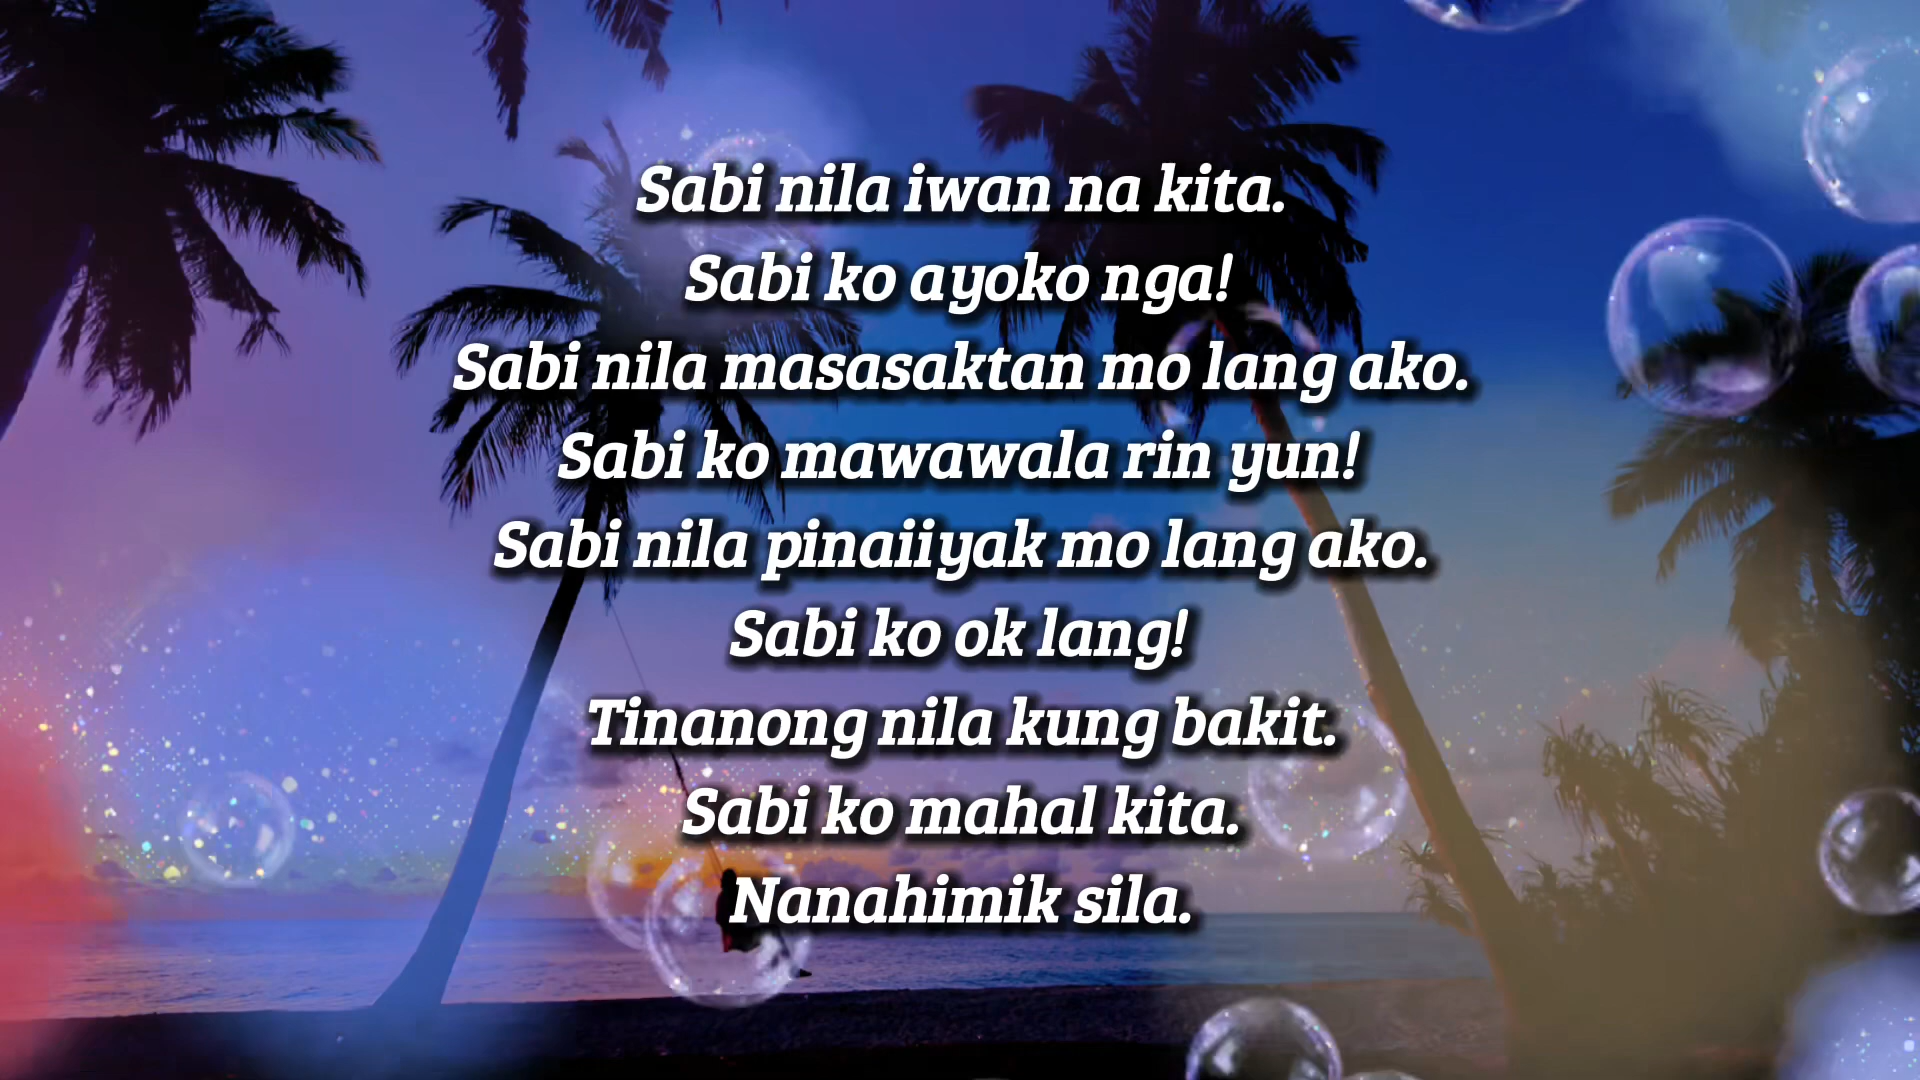 Sabi nila iwan na kita.
Sabi ko ayoko nga!
Sabi nila masasaktan mo lang ako.
Sabi ko mawawala rin yun!
Sabi nila pinaiiyak mo lang ako.
Sabi ko ok lang!
Tinanong nila kung bakit.
Sabi ko mahal kita.
Nanahimik sila.